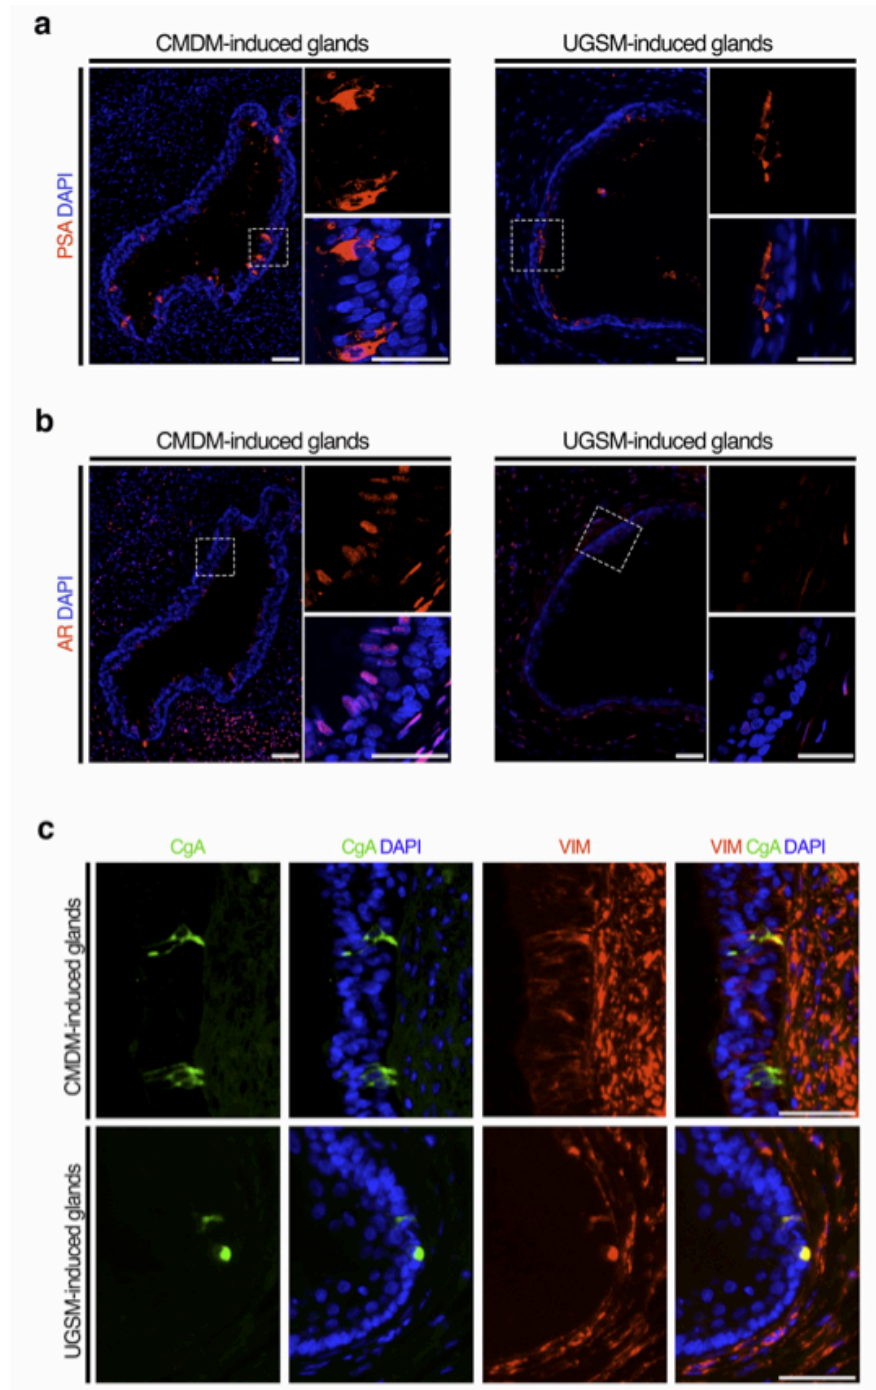 a
CMDM-induced glands
UGSM-induced glands
PSA DAPI
b
CMDM-induced glands
UGSM-induced glands
AR DAPI
c
CgA
CgA DAPI
VIM
VIM CgA DAPI
CMDM-induced glands
UGSM-induced glands